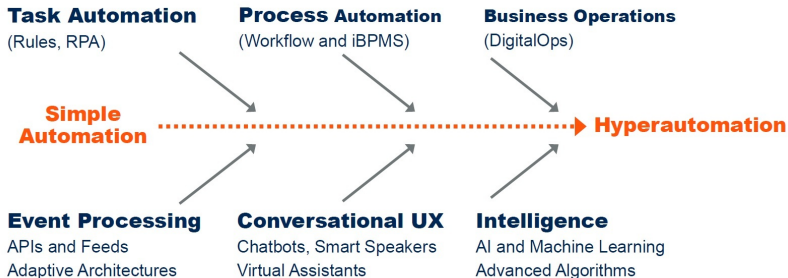 Task Automation
(Rules, RPA)
Process Automation
(Workflow and iBPMS)
Business Operations
(DigitalOps)
Simple
Automation
Hyperautomation
Event Processing
APIs and Feeds
Adaptive Architectures
Conversational UX
Chatbots, Smart Speakers
Virtual Assistants
Intelligence
AI and Machine Learning
Advanced Algorithms